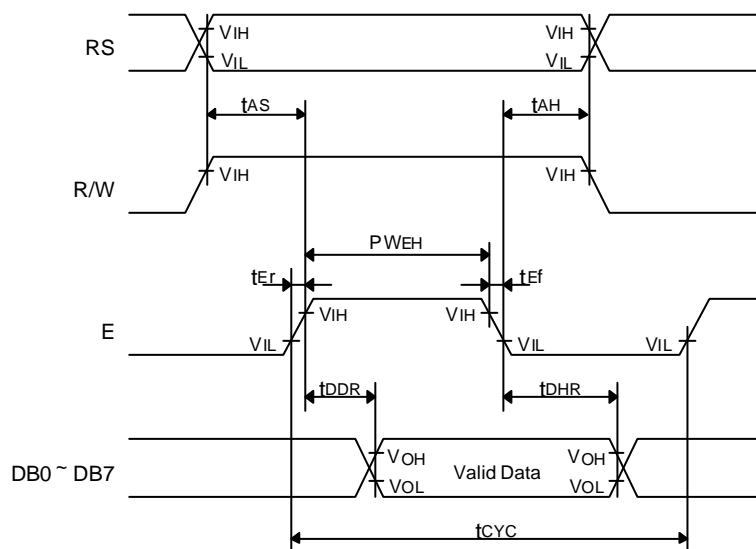 RS VIH VIH
VIL VIL
tAS tAH
R/W VIH VIH
PWEH
tEr tEf
E VIH VIH
VIL VIL VIL
tDDR tDHR
VOH VOH
DB0 ~ DB7 Valid Data
VOL VOL
tCYC